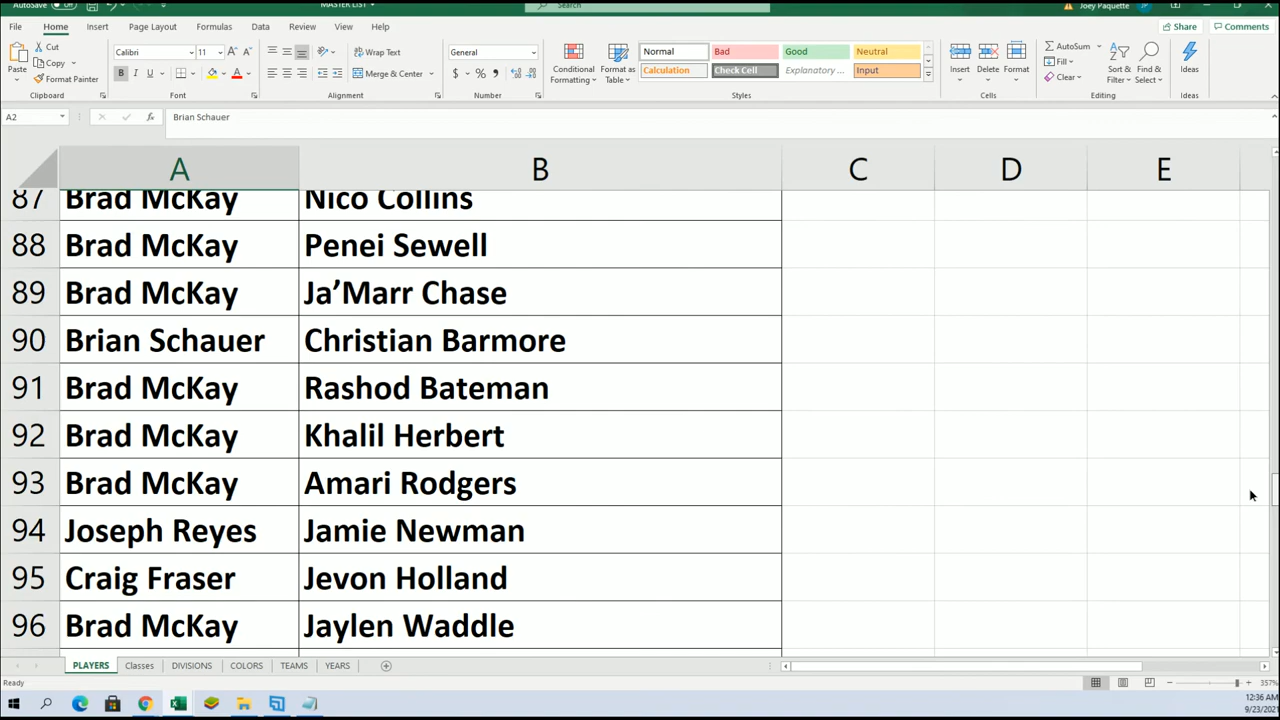 AutoSave Off MASTER LIST Search Joey Paquette JP
File Home Insert Page Layout Formulas Data Review View Help Share Comments
Paste Cut Copy Format Painter Clipboard
Calibri 11 B I U Font
Wrap Text Merge & Center Alignment
General $ % Number
Conditional Formatting Format as Table
Normal Bad Good Neutral
Calculation Check Cell Explanatory ... Input
Styles
Insert Delete Format Cells
AutoSum Fill Clear Sort & Filter Find & Select Editing
Ideas Ideas
A2 fx Brian Schauer
A B C D E
87 Brad McKay Nico Collins
88 Brad McKay Penei Sewell
89 Brad McKay Ja’Marr Chase
90 Brian Schauer Christian Barmore
91 Brad McKay Rashod Bateman
92 Brad McKay Khalil Herbert
93 Brad McKay Amari Rodgers
94 Joseph Reyes Jamie Newman
95 Craig Fraser Jevon Holland
96 Brad McKay Jaylen Waddle
PLAYERS Classes DIVISIONS COLORS TEAMS YEARS
Ready 357%
12:36 AM
9/23/2021